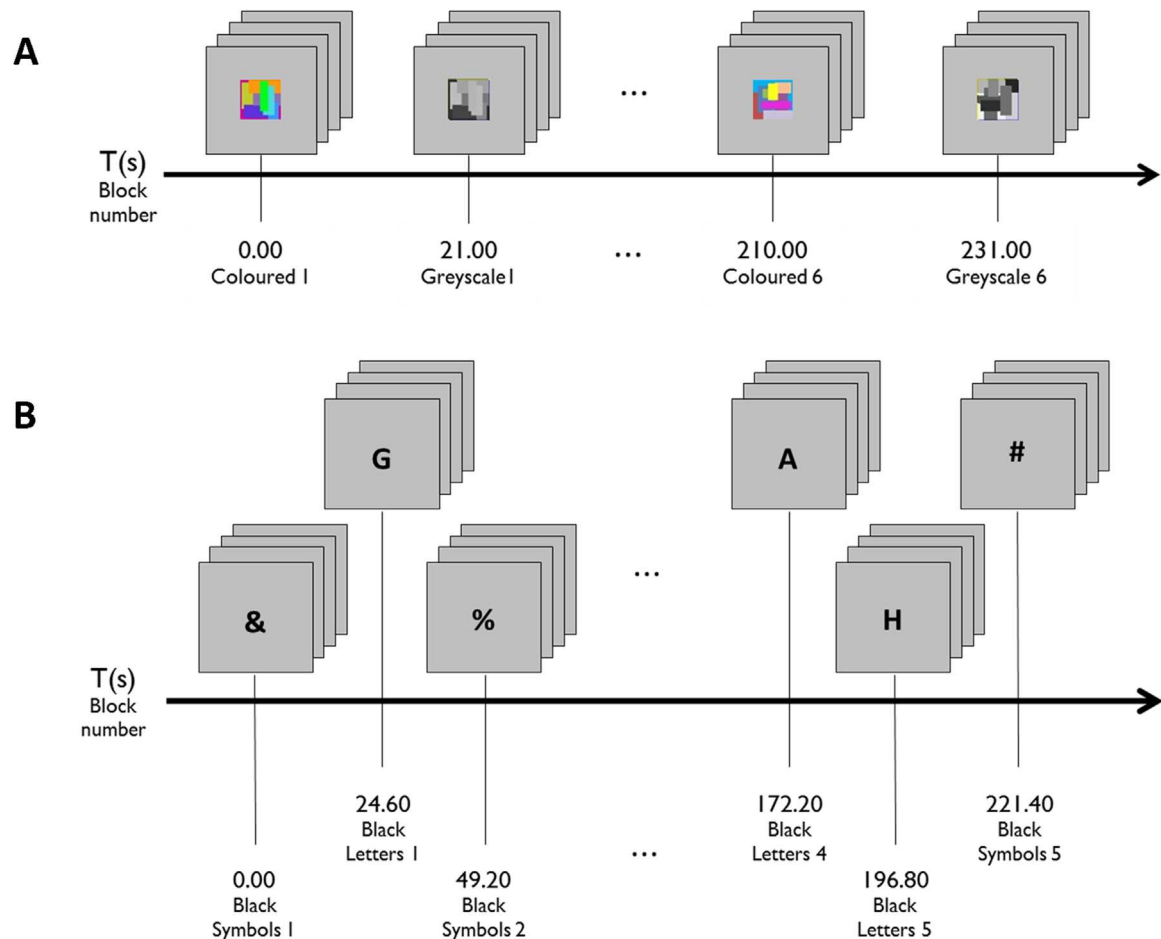 A
...
T(s)
Block
number
0.00
Coloured 1
21.00
Greyscale1
...
210.00
Coloured 6
231.00
Greyscale 6
B
G
A
#
&
%
...
H
T(s)
Block
number
24.60
Black
Letters 1
172.20
Black
Letters 4
221.40
Black
Symbols 5
...
0.00
Black
Symbols 1
49.20
Black
Symbols 2
196.80
Black
Letters 5